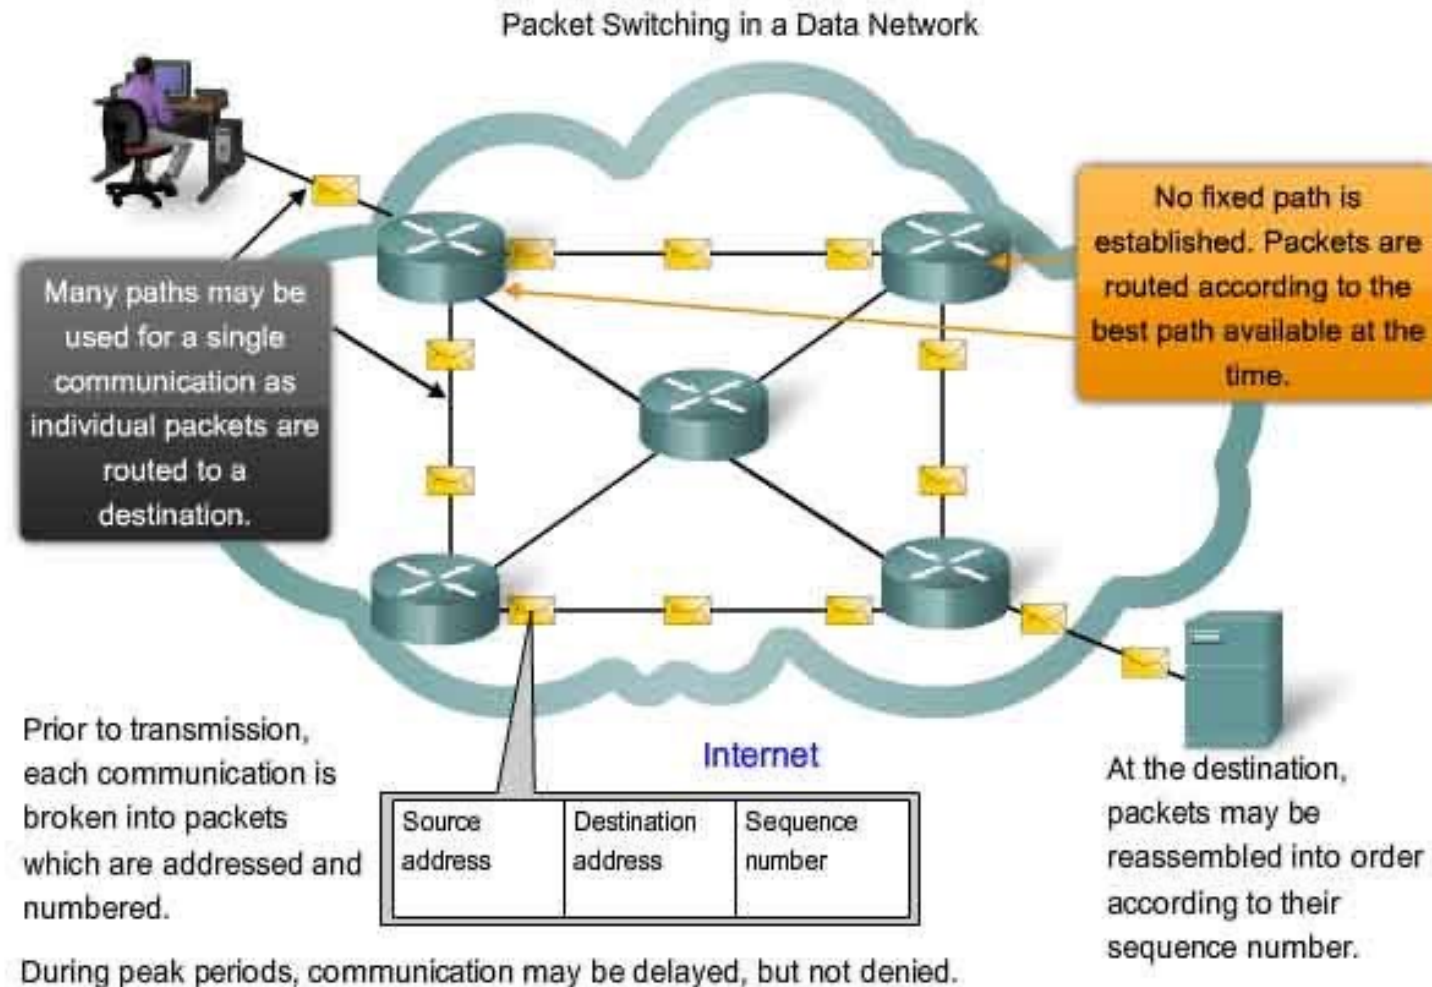 Packet Switching in a Data Network
No fixed path is
established. Packets are
routed according to the
best path available at the
time.
Many paths may be
used for a single
communication as
individual packets are
routed to a
destination.
Prior to transmission,
each communication is
broken into packets
which are addressed and
numbered.
Internet
Source
address
Destination
address
Sequence
number
At the destination,
packets may be
reassembled into order
according to their
sequence number.
During peak periods, communication may be delayed, but not denied.